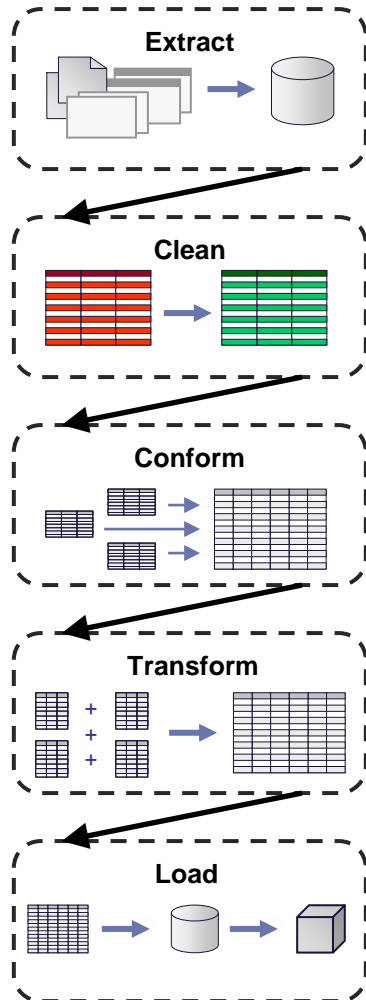 Extract
Clean
Conform
Transform
+
+
+
Load